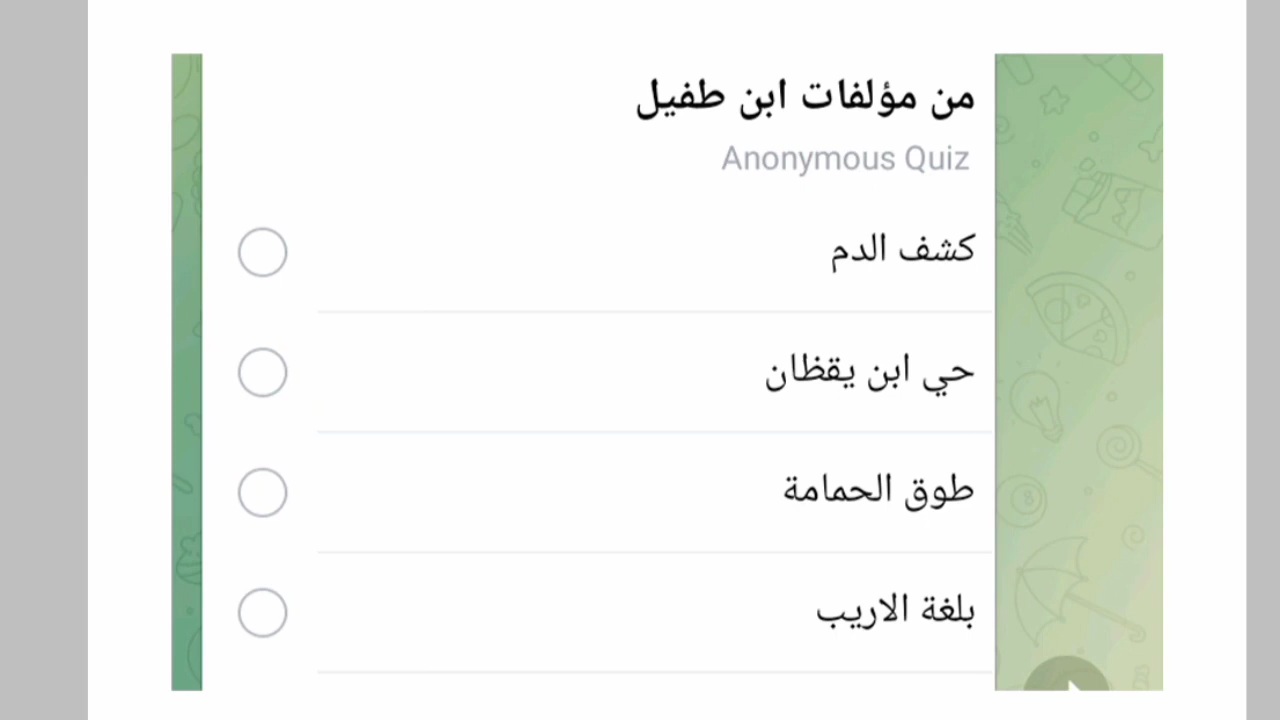 من مؤلفات ابن طفيل
Anonymous Quiz
كشف الدم
حي ابن يقظان
طوق الحمامة
بلغة الاريب